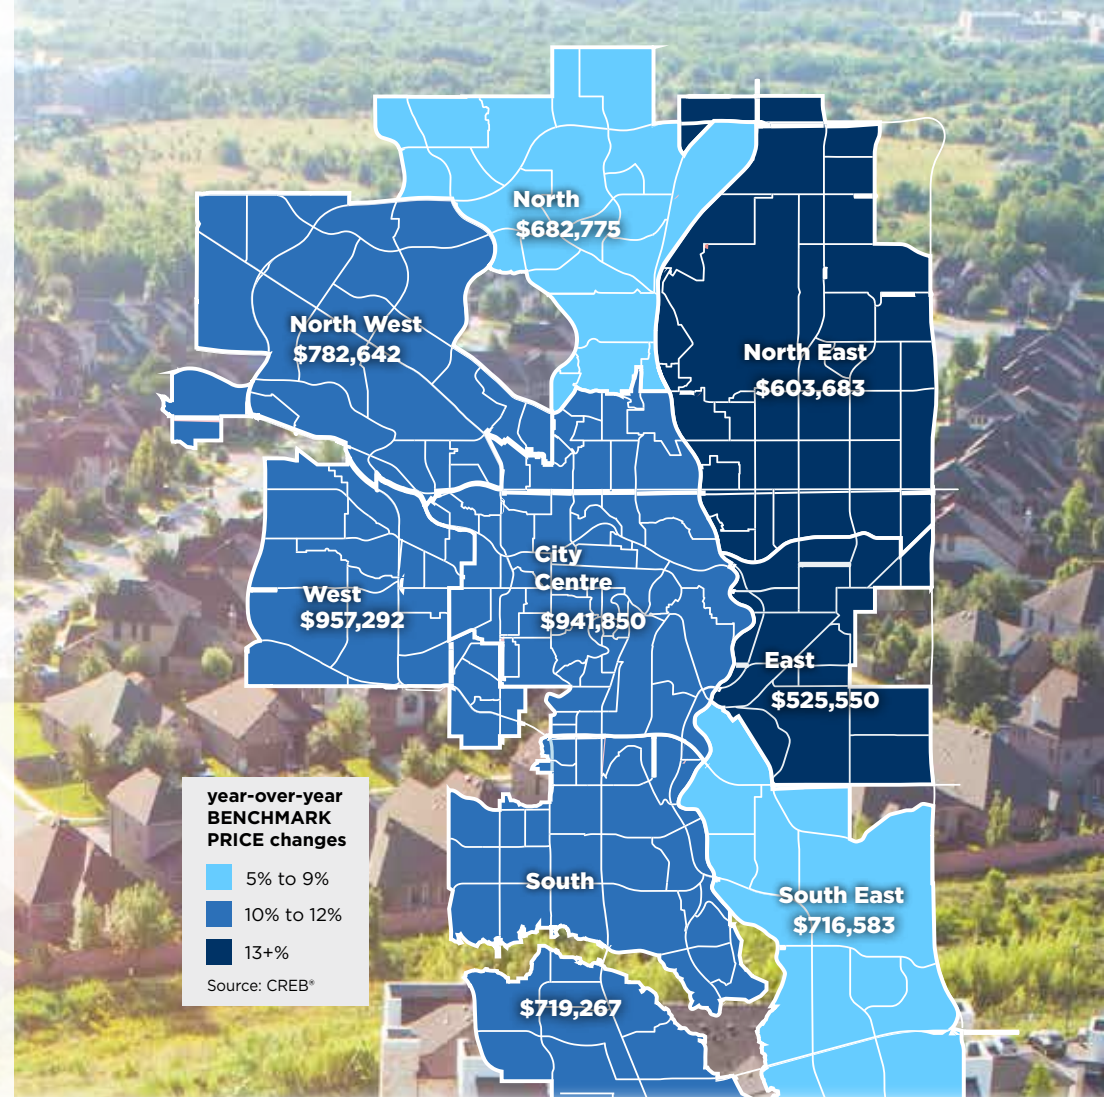 North
$682,775
North West
$782,642
North East
$603,683
City
Centre
$941,850
West
$957,292
East
$525,550
year-over-year
BENCHMARK
PRICE changes
5% to 9%
10% to 12%
13+%
Source: CREB®
South
$719,267
South East
$716,583